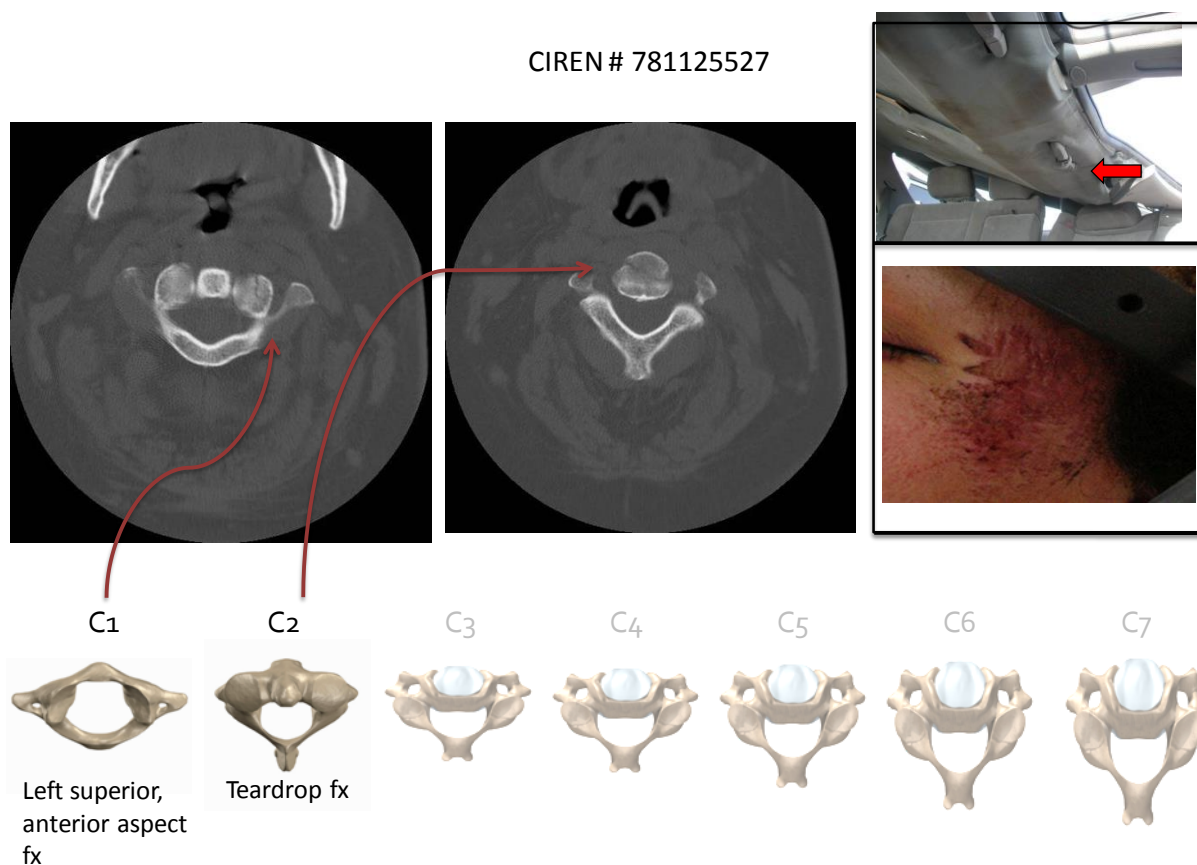 CIREN # 781125527
C1
C2
C3
C4
C5
C6
C7
Left superior,
anterior aspect
fx
Teardrop fx